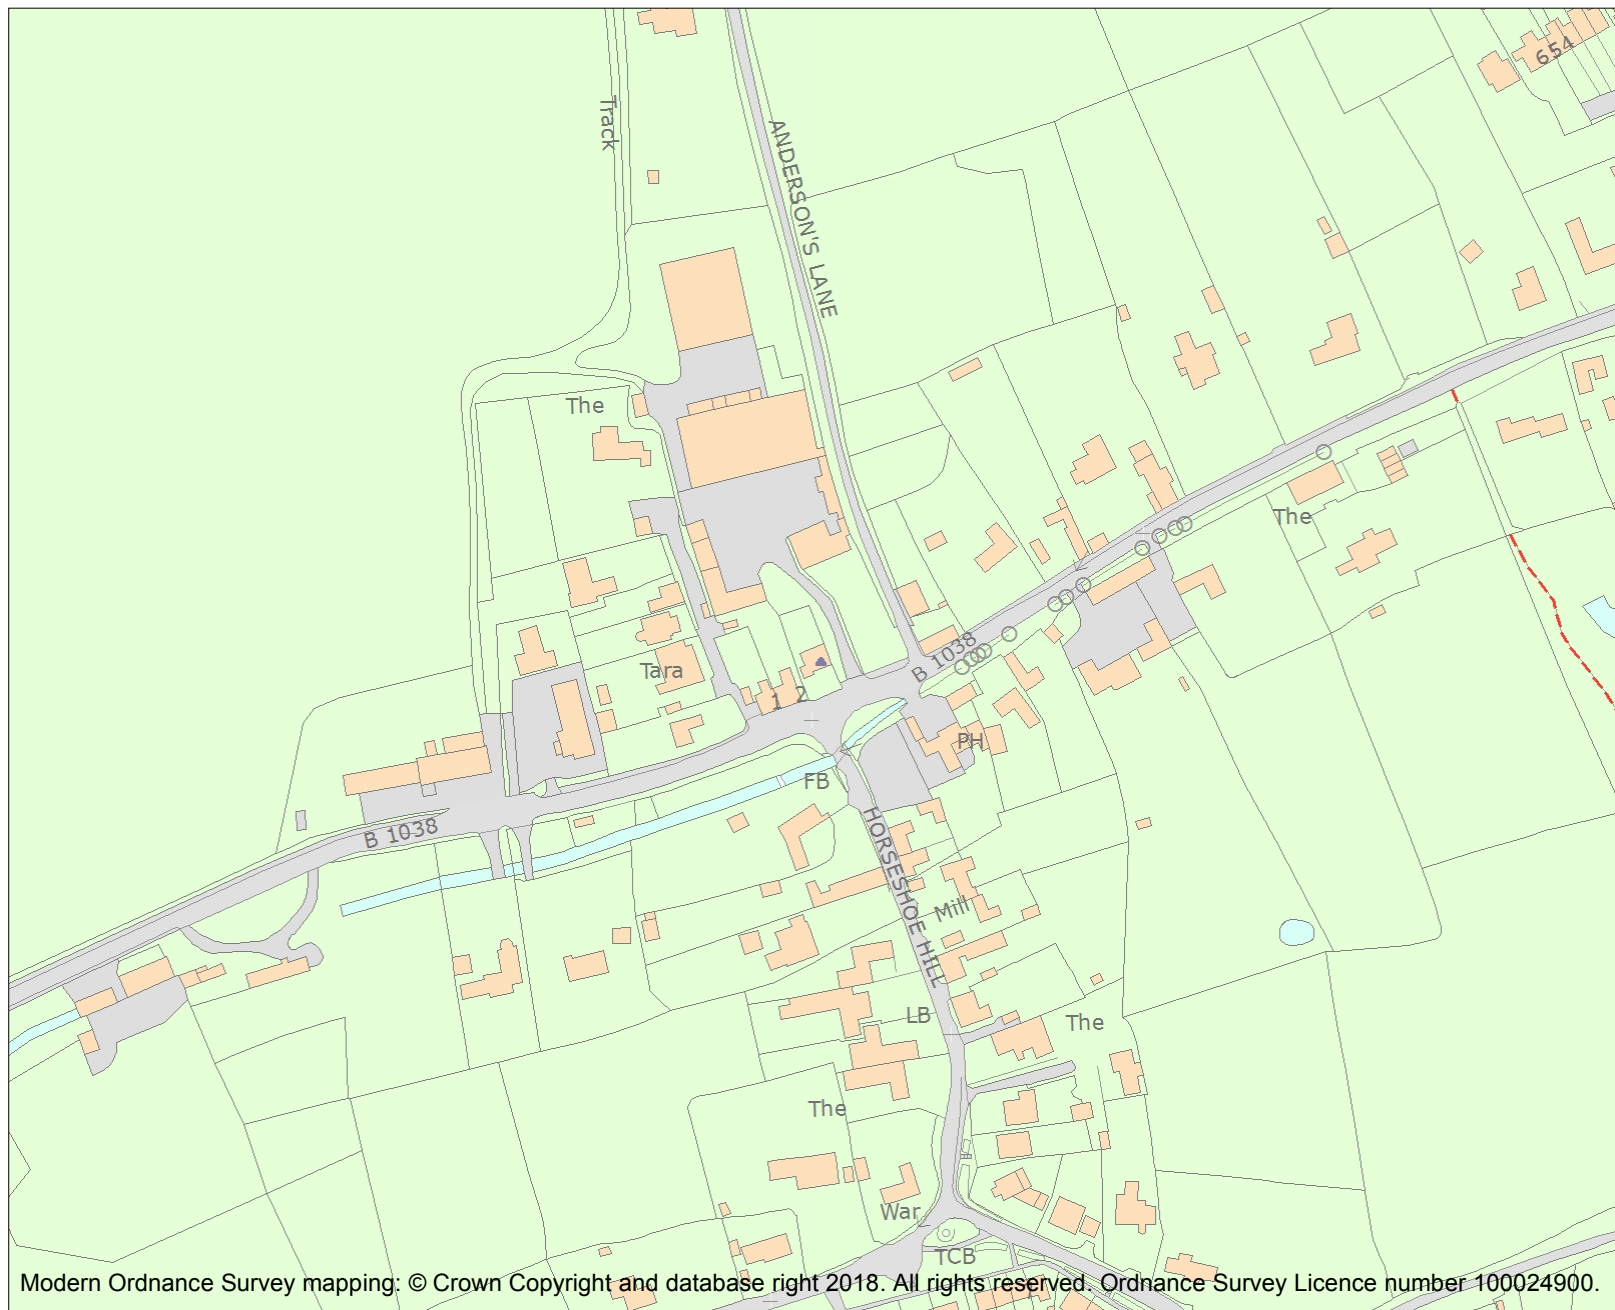 654
Track
ANDERSON'S LANE
The
The
B 1038
Tara
1 2
PH
FB
B 1038
HORSESHOE HILL
Mill
LB
The
The
War
TCB
Modern Ordnance Survey mapping: © Crown Copyright and database right 2018. All rights reserved. Ordnance Survey Licence number 100024900.